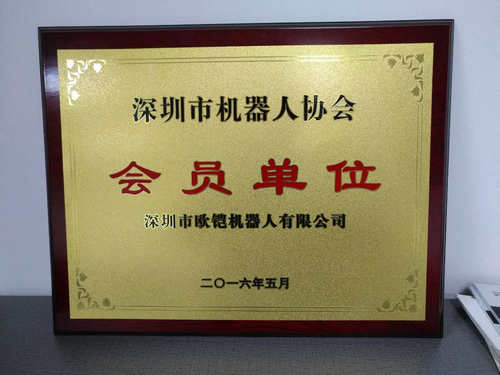 深圳市机器人协会
会员单位
深圳市欧铠机器人有限公司
二〇一六年五月